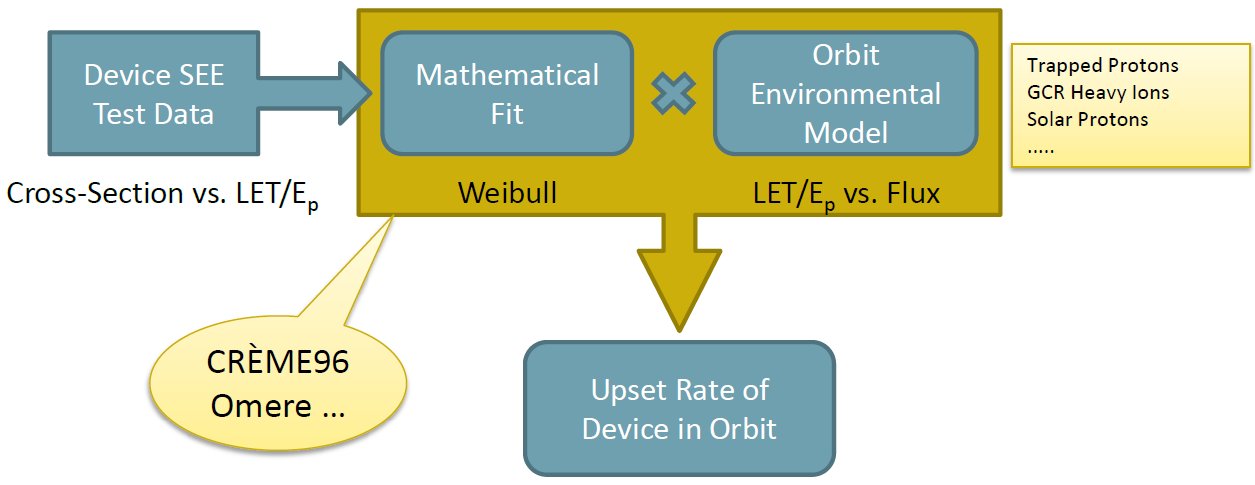 Device SEE
Test Data
Cross-Section vs. LET/Eₚ
Mathematical
Fit
Weibull
Orbit
Environmental
Model
LET/Eₚ vs. Flux
Trapped Protons
GCR Heavy Ions
Solar Protons
.....
CRÈME96
Omere ...
Upset Rate of
Device in Orbit